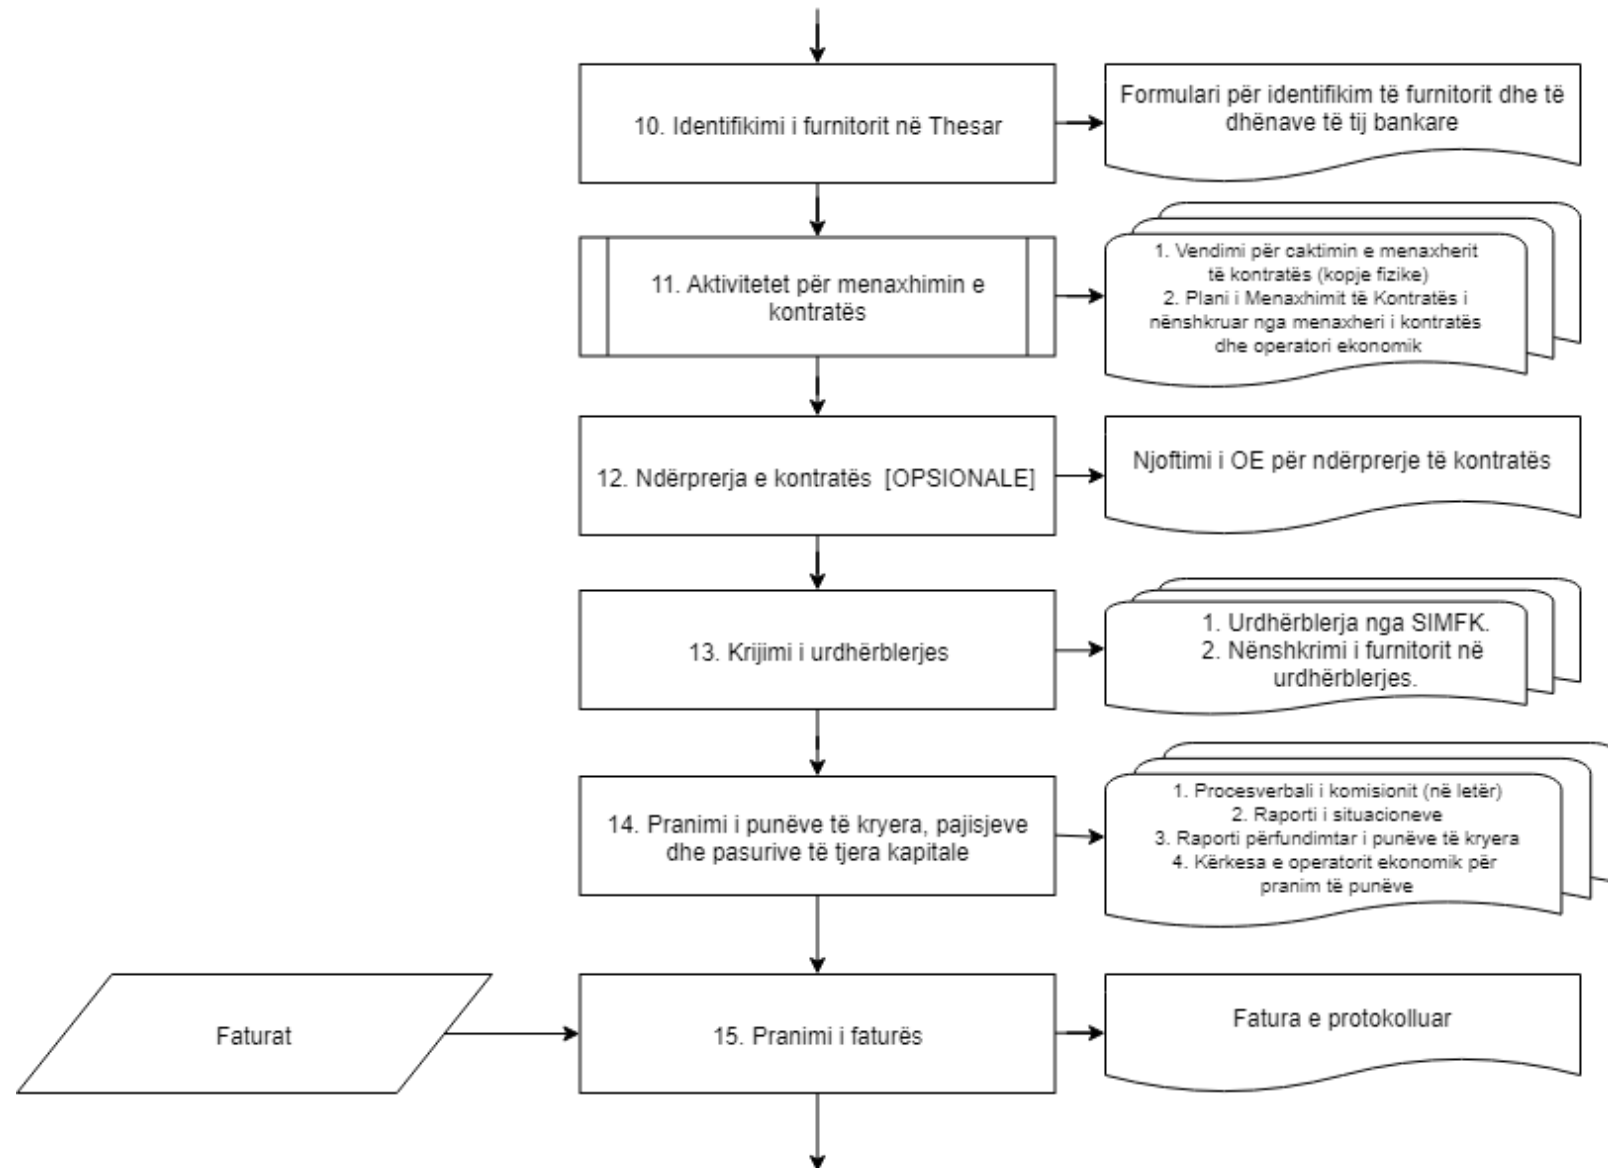 10. Identifikimi i furnitorit në Thesar
Formulari për identifikim të furnitorit dhe të
dhënave të tij bankare
11. Aktivitetet për menaxhimin e
kontratës
1. Vendimi për caktimin e menaxherit
të kontratës (kopje fizike)
2. Plani i Menaxhimit të Kontratës i
nënshkruar nga menaxheri i kontratës
dhe operatori ekonomik
12. Ndërprerja e kontratës  [OPSIONALE]
Njoftimi i OE për ndërprerje të kontratës
13. Krijimi i urdhërblerjes
1. Urdhërblerja nga SIMFK.
2. Nënshkrimi i furnitorit në
urdhërblerjes.
14. Pranimi i punëve të kryera, pajisjeve
dhe pasurive të tjera kapitale
1. Procesverbali i komisionit (në letër)
2. Raporti i situacioneve
3. Raporti përfundimtar i punëve të kryera
4. Kërkesa e operatorit ekonomik për
pranim të punëve
Faturat
15. Pranimi i faturës
Fatura e protokolluar